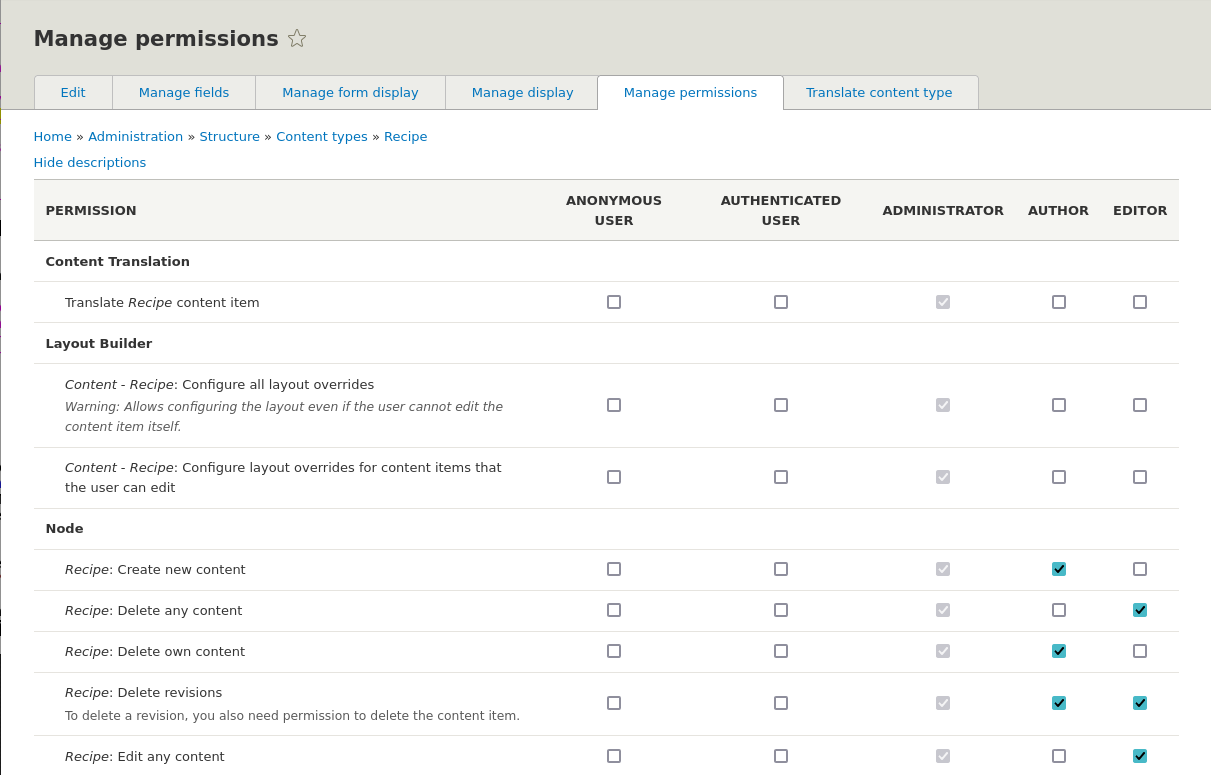 Manage permissions
Edit
Manage fields
Manage form display
Manage display
Manage permissions
Translate content type
Home » Administration » Structure » Content types » Recipe
Hide descriptions
PERMISSION
ANONYMOUS
USER
AUTHENTICATED
USER
ADMINISTRATOR
AUTHOR
EDITOR
Content Translation
Translate Recipe content item
Layout Builder
Content - Recipe: Configure all layout overrides
Warning: Allows configuring the layout even if the user cannot edit the
content item itself.
Content - Recipe: Configure layout overrides for content items that
the user can edit
Node
Recipe: Create new content
Recipe: Delete any content
Recipe: Delete own content
Recipe: Delete revisions
To delete a revision, you also need permission to delete the content item.
Recipe: Edit any content